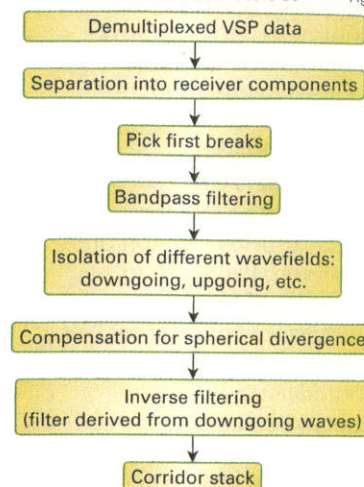 Demultiplexed VSP data
Separation into receiver components
Pick first breaks
Bandpass filtering
Isolation of different wavefields:
downgoing, upgoing, etc.
Compensation for spherical divergence
Inverse filtering
(filter derived from downgoing waves)
Corridor stack